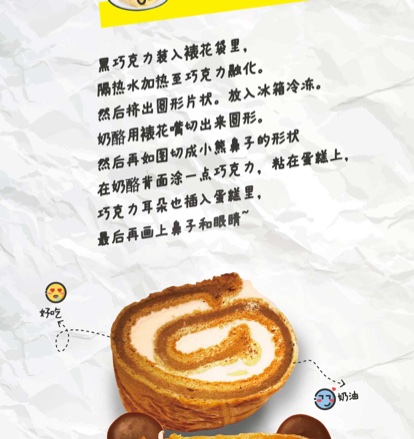 黑巧克力装入裱花袋里，
隔热水加热至巧克力融化。
然后挤出圆形片状。放入冰箱冷冻。
奶酪用裱花嘴切出来圆形。
然后再如图切成小熊鼻子的形状
在奶酪背面涂一点巧克力，粘在蛋糕上，
巧克力耳朵也插入蛋糕里，
最后再画上鼻子和眼睛~
好吃
奶油